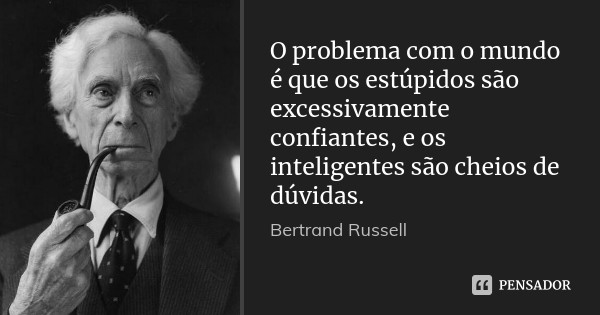 O problema com o mundo
é que os estúpidos são
excessivamente
confiantes, e os
inteligentes são cheios de
dúvidas.
Bertrand Russell
PENSADOR